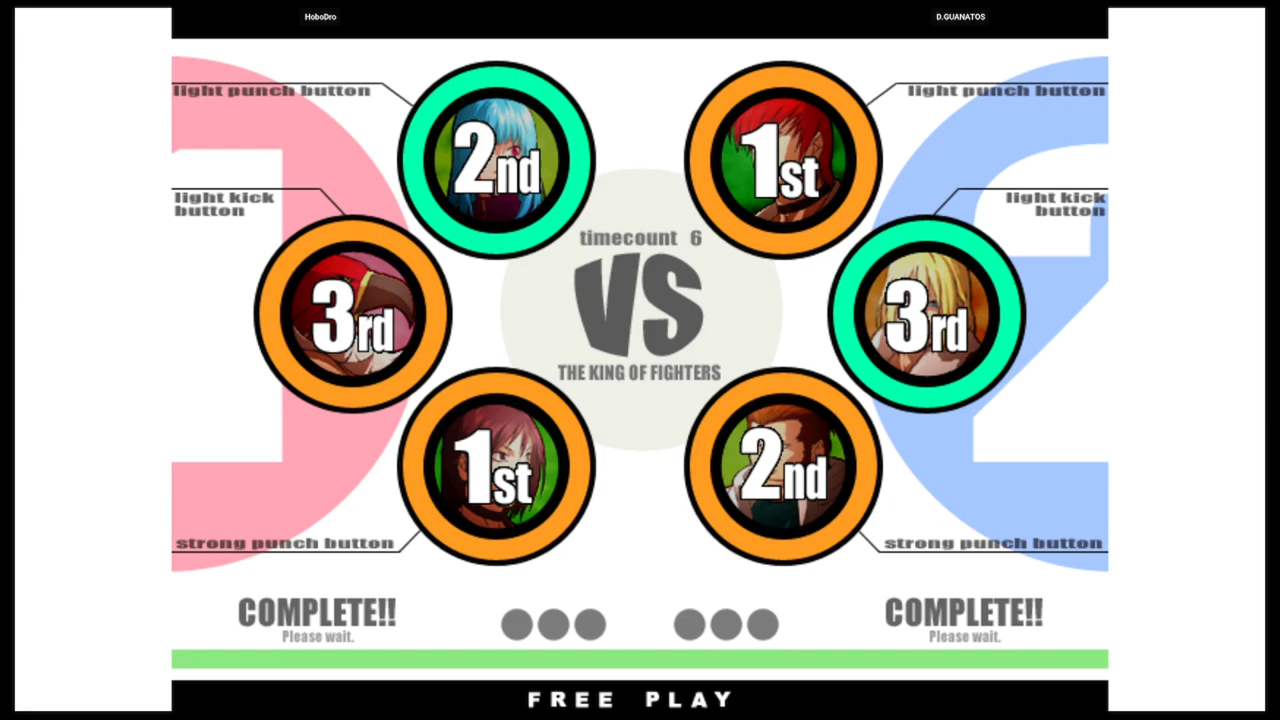 HoboDro
D.GUANATOS
light punch button
light punch button
2nd
1st
light kick
button
light kick
button
timecount 6
VS
THE KING OF FIGHTERS
3rd
3rd
1st
2nd
strong punch button
strong punch button
COMPLETE!!
Please wait.
COMPLETE!!
Please wait.
FREE PLAY